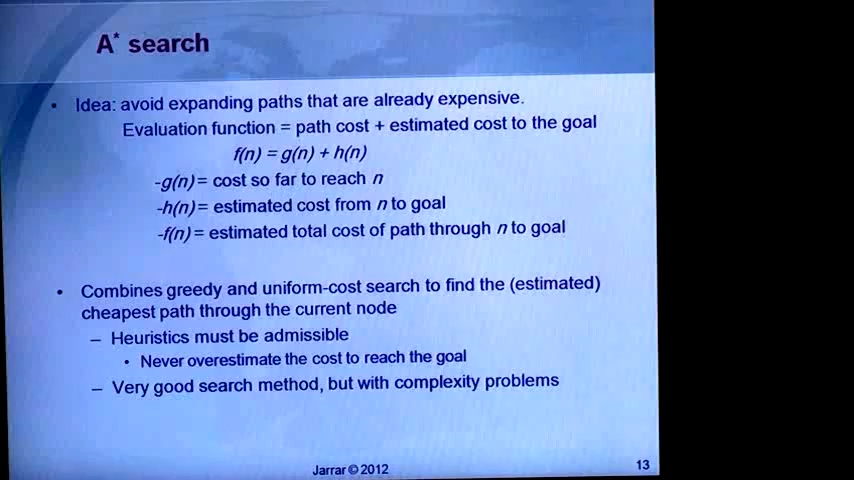 A* search
• Idea: avoid expanding paths that are already expensive.
Evaluation function = path cost + estimated cost to the goal
f(n) = g(n) + h(n)
-g(n) = cost so far to reach n
-h(n) = estimated cost from n to goal
-f(n) = estimated total cost of path through n to goal
• Combines greedy and uniform-cost search to find the (estimated)
cheapest path through the current node
– Heuristics must be admissible
• Never overestimate the cost to reach the goal
– Very good search method, but with complexity problems
Jarrar © 2012
13